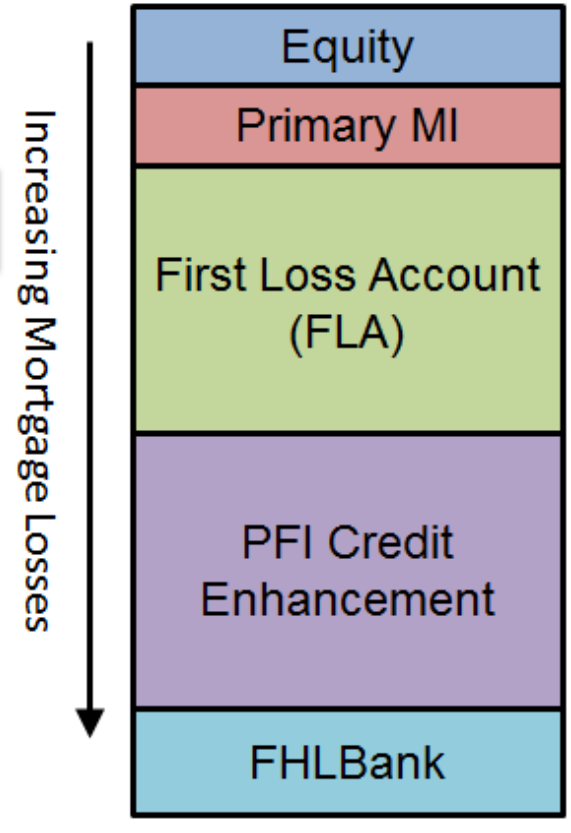 Increasing Mortgage Losses
Equity
Primary MI
First Loss Account
(FLA)
PFI Credit
Enhancement
FHLBank